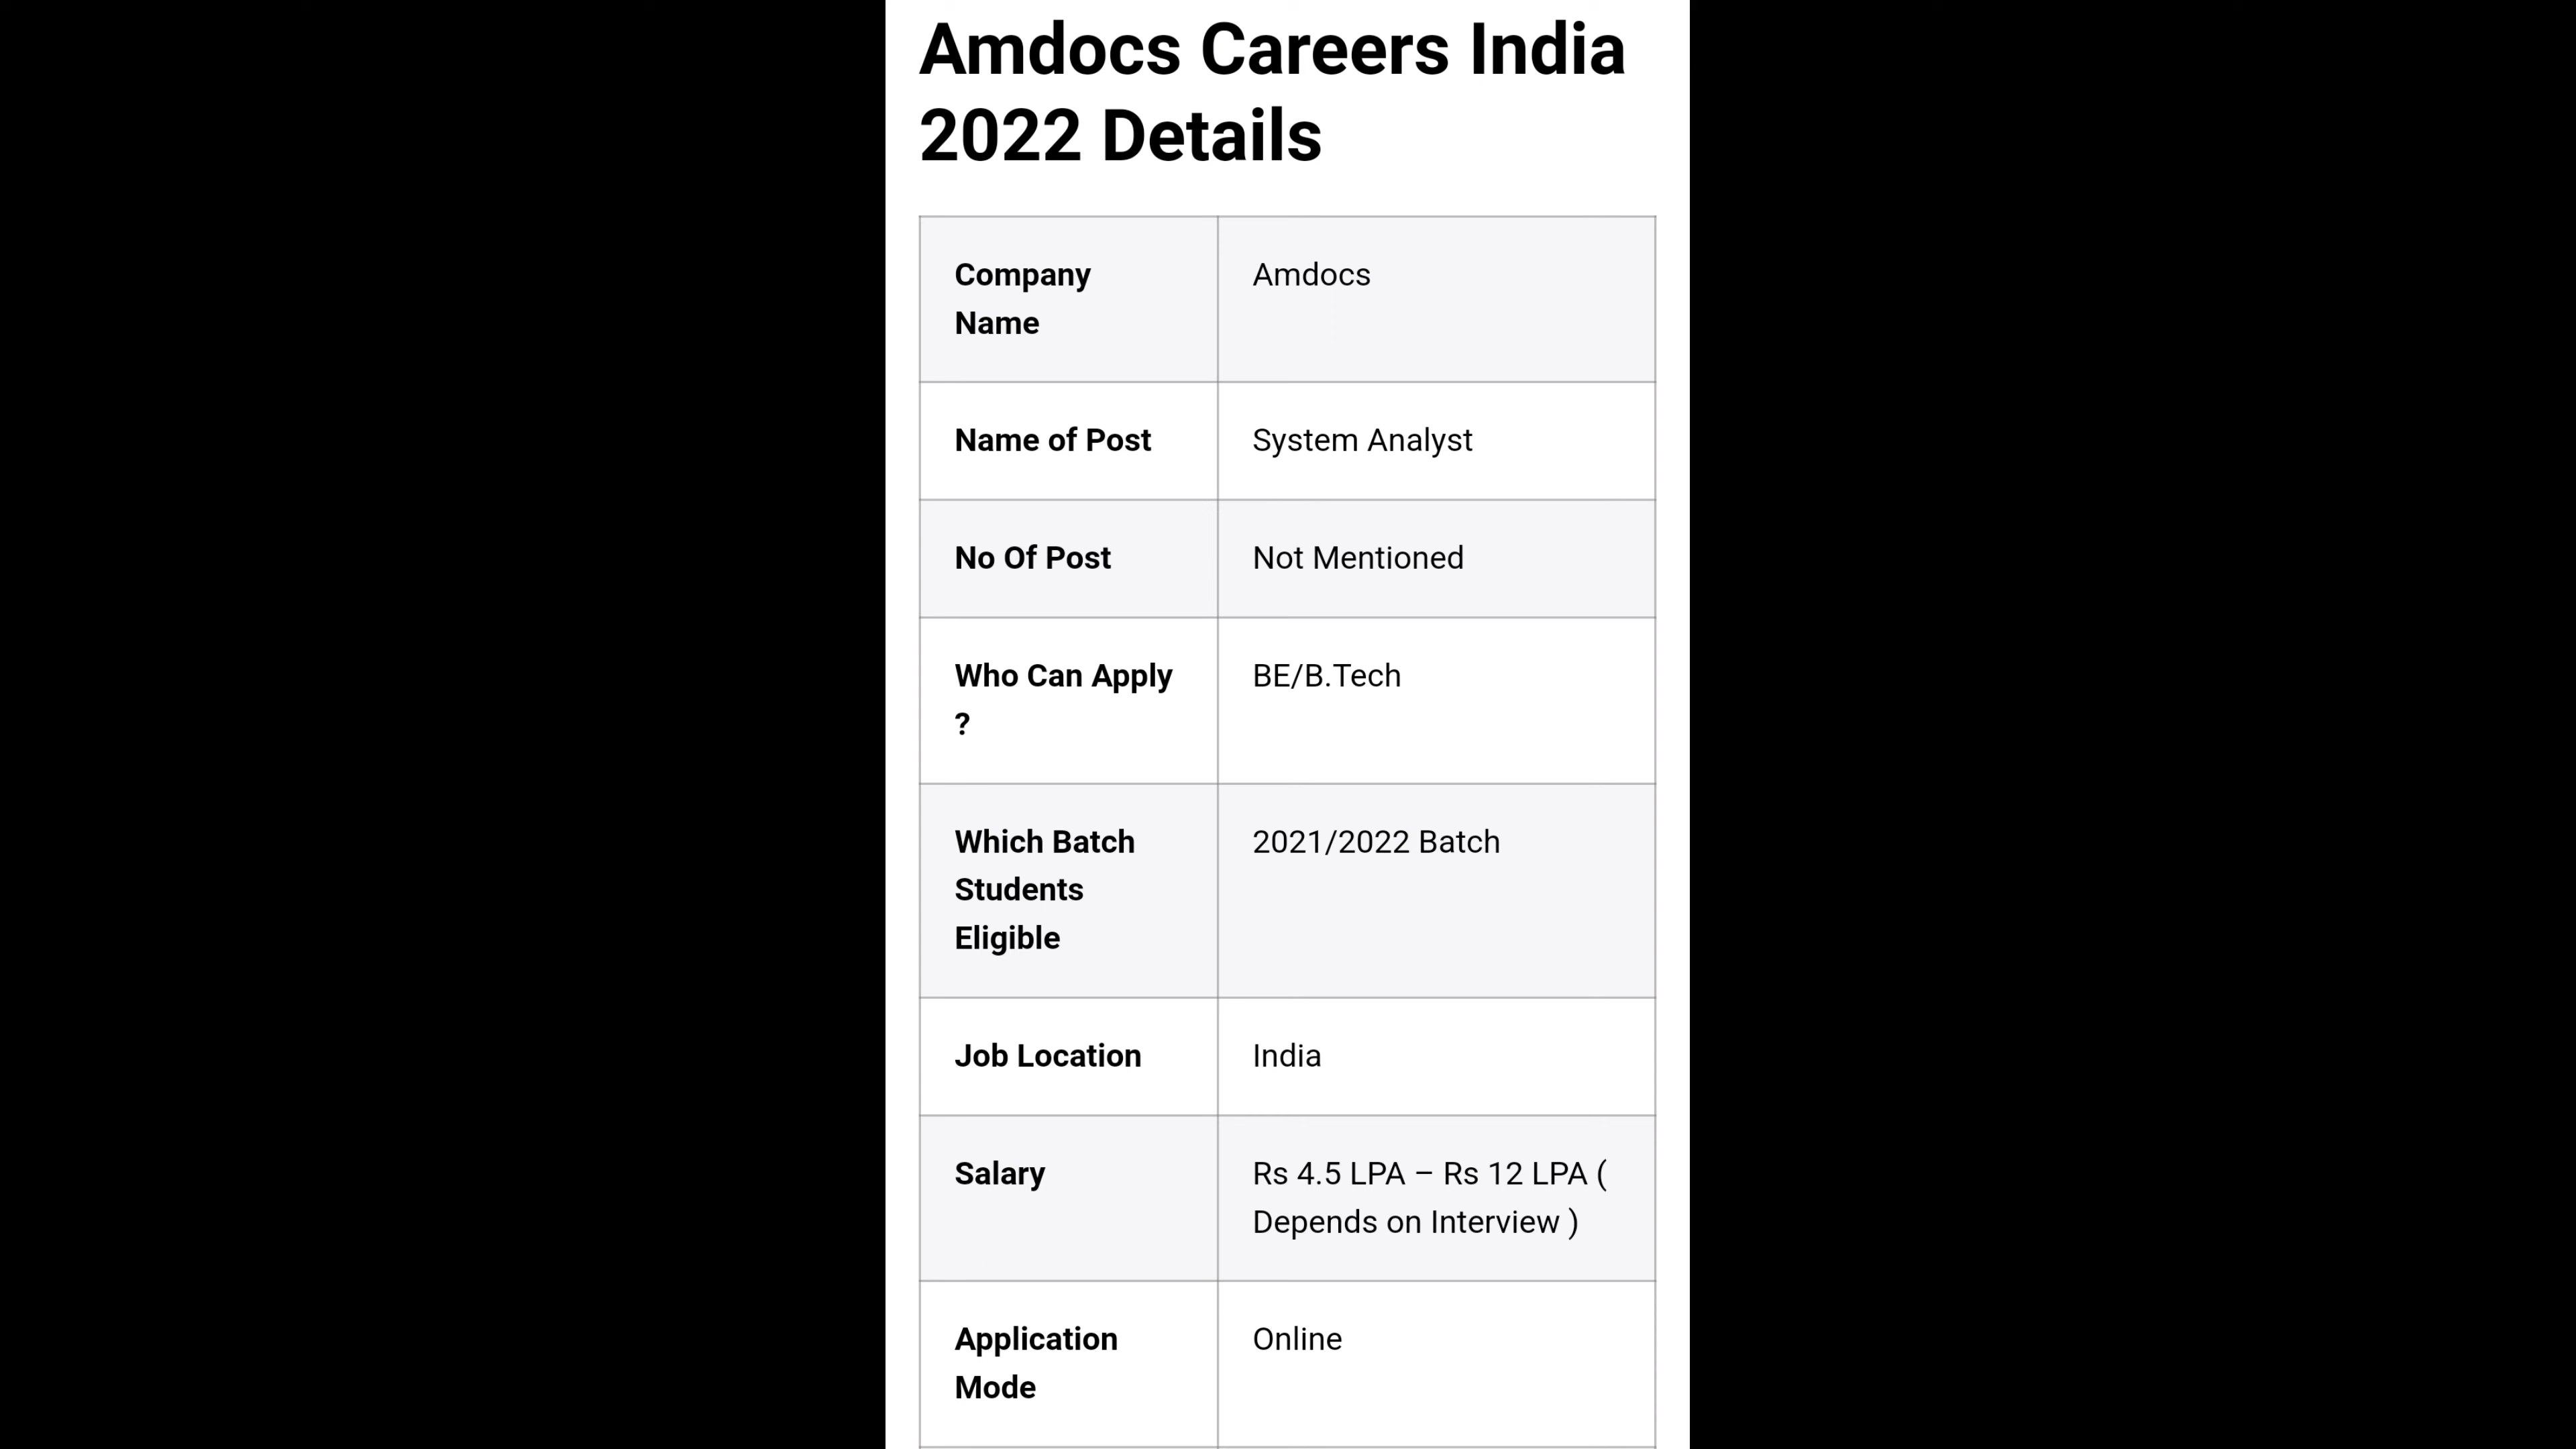 Amdocs Careers India
2022 Details
Company
Name
Amdocs
Name of Post
System Analyst
No Of Post
Not Mentioned
Who Can Apply
?
BE/B.Tech
Which Batch
Students
Eligible
2021/2022 Batch
Job Location
India
Salary
Rs 4.5 LPA – Rs 12 LPA (
Depends on Interview )
Application
Mode
Online